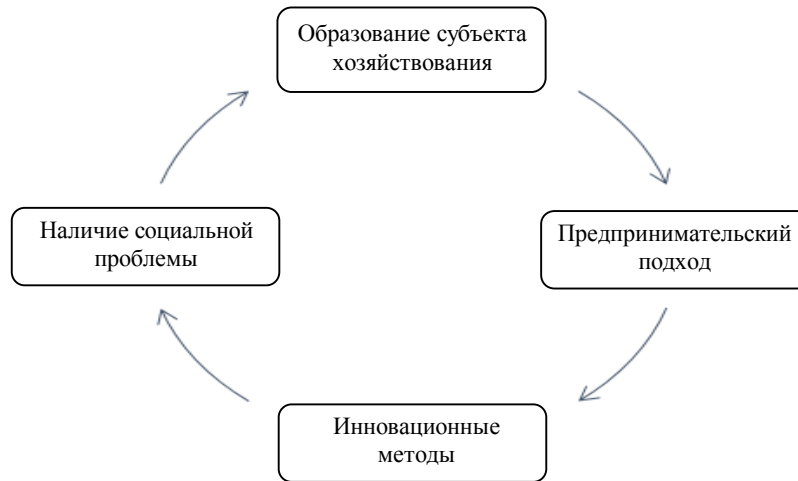 Образование субъекта
хозяйствования
Наличие социальной
проблемы
Предпринимательский
подход
Инновационные
методы